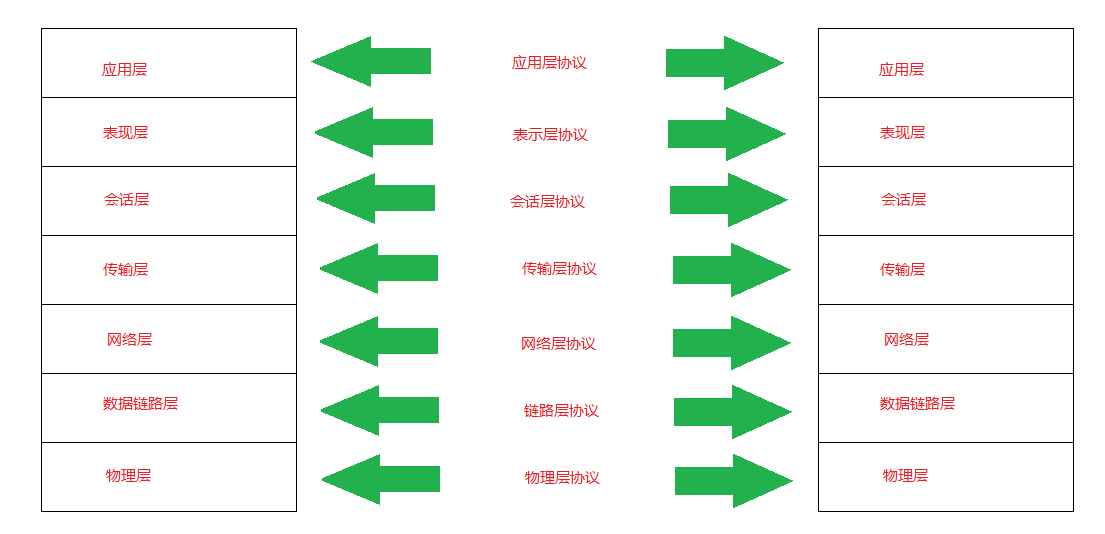 应用层 应用层协议 应用层
表现层 表示层协议 表现层
会话层 会话层协议 会话层
传输层 传输层协议 传输层
网络层 网络层协议 网络层
数据链路层 链路层协议 数据链路层
物理层 物理层协议 物理层